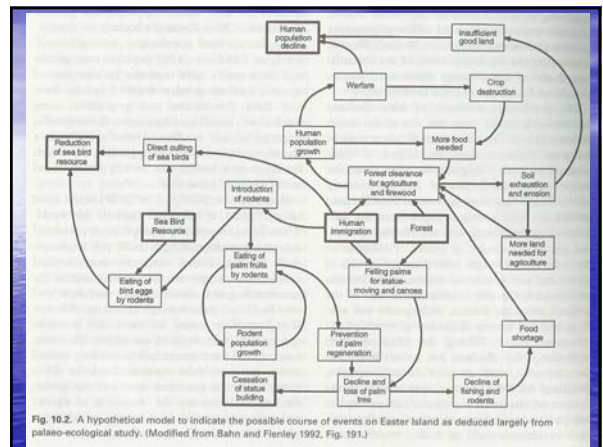 Human
population
decline
Insufficient
good land
Warfare
Crop
destruction
Human
population
growth
More food
needed
Reduction
of sea bird
resource
Direct culling
of sea birds
Forest clearance
for agriculture
and firewood
Soil
exhaustion
and erosion
Introduction
of rodents
Sea Bird
Resource
Human
immigration
Forest
More land
needed for
agriculture
Eating of
palm fruits
by rodents
Felling palms
for statue-
moving and canoes
Eating of
bird eggs
by rodents
Rodent
population
growth
Prevention
of palm
regeneration
Food
shortage
Cessation
of statue
building
Decline and
loss of palm
tree
Decline of
fishing
and rodents
Fig. 10.2. A hypothetical model to indicate the possible course of events on Easter Island as deduced largely from
palaeo-ecological study. (Modified from Bahn and Flenley 1992, Fig. 191.)